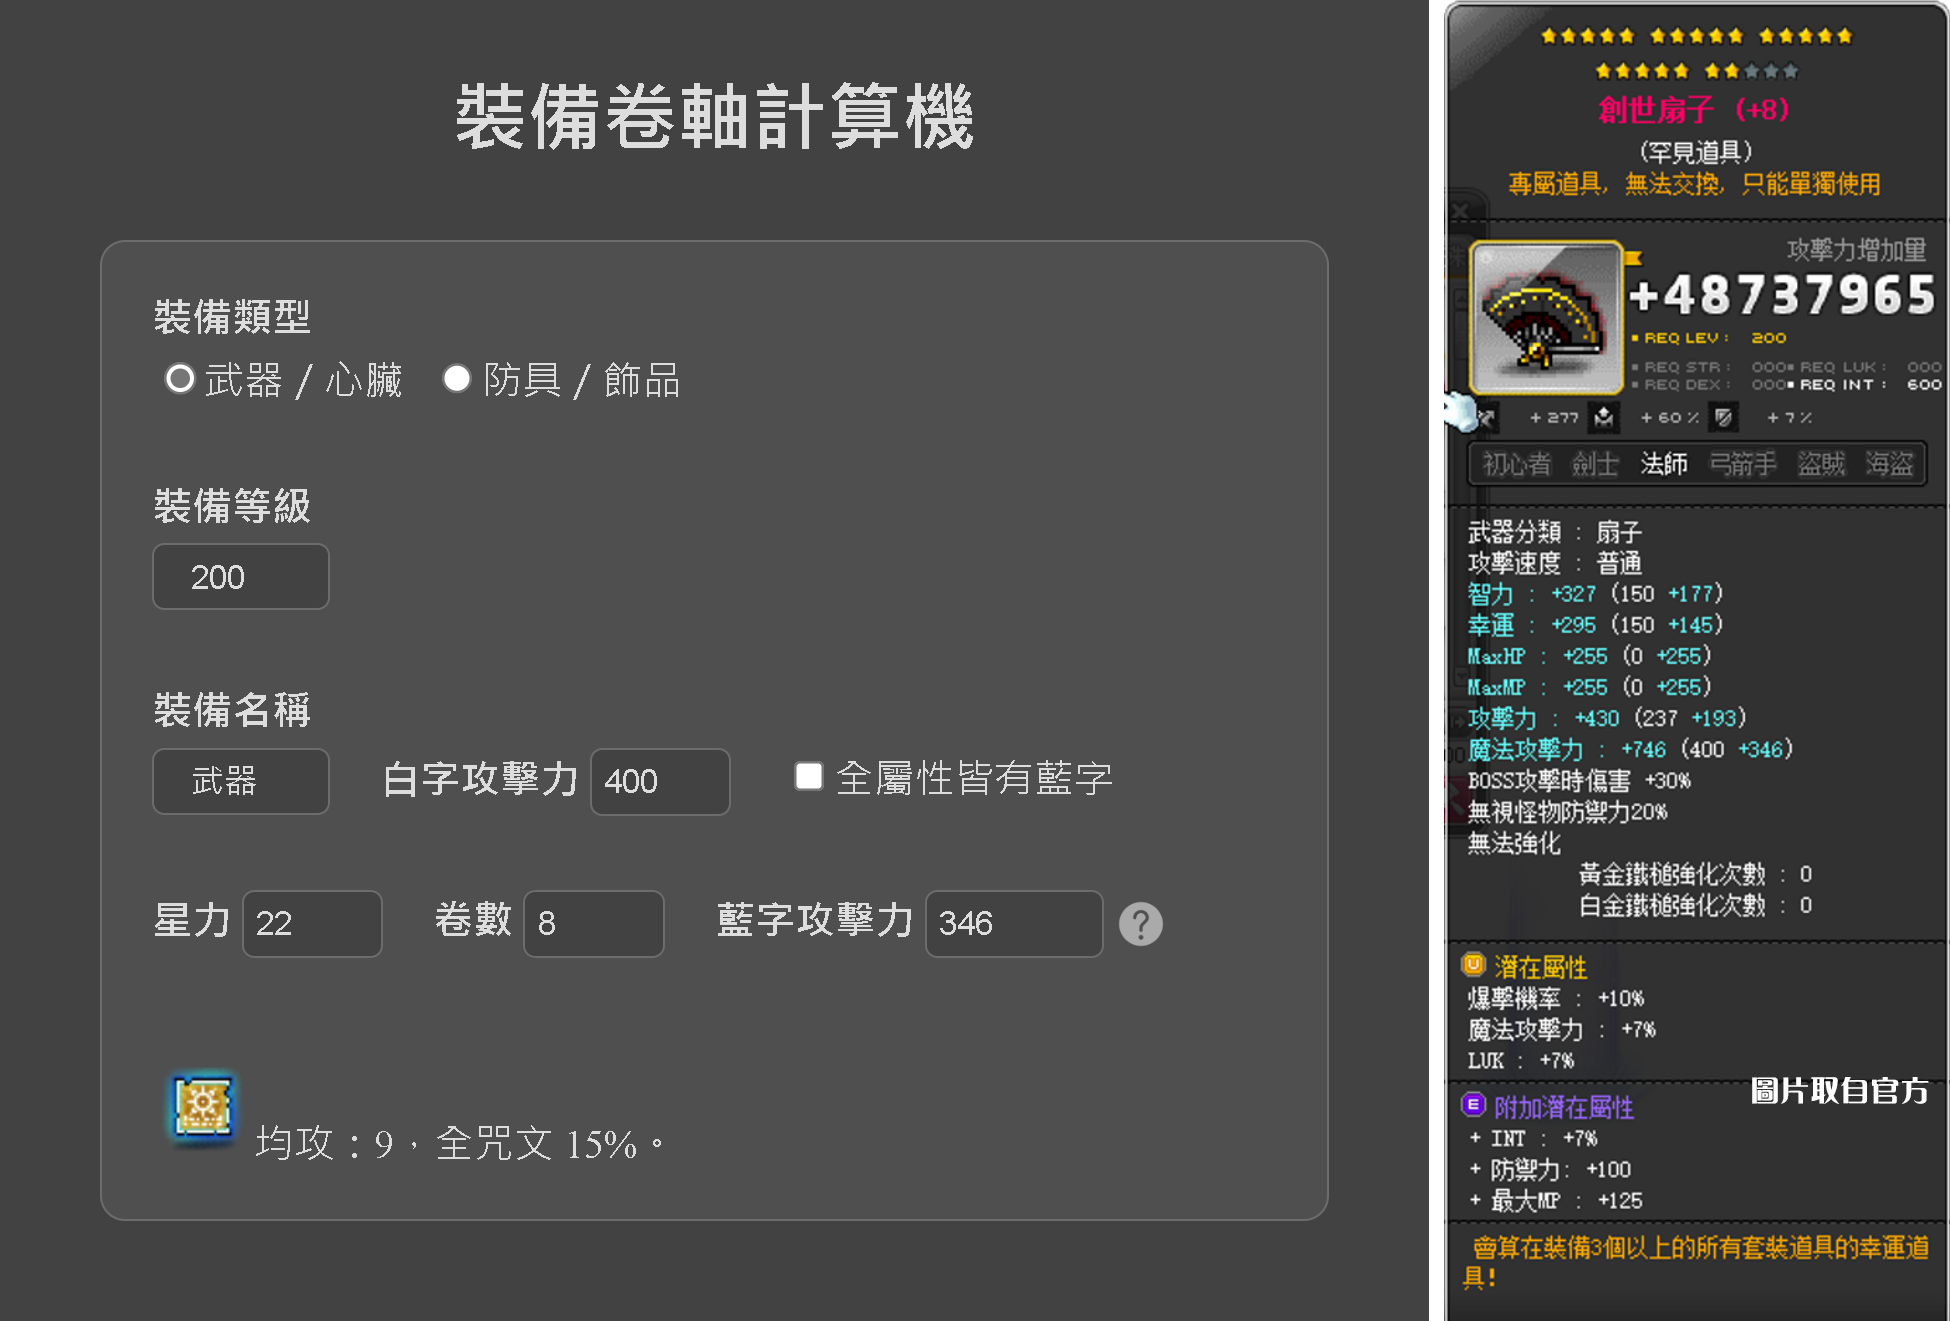 裝備卷軸計算機
裝備類型
武器 / 心臟 防具 / 飾品
裝備等級
200
裝備名稱
武器 白字攻擊力 400 全屬性皆有藍字
星力 22 卷數 8 藍字攻擊力 346 ?
均攻：9，全咒文 15%。
創世扇子 (+8)
(罕見道具)
專屬道具, 無法交換, 只能單獨使用
攻擊力增加量
+48737965
REQ LEV : 200
REQ STR : 000 REQ LUK : 000
REQ DEX : 000 REQ INT : 600
+277 +60% +7%
初心者 劍士 法師 弓箭手 盜賊 海盜
武器分類 : 扇子
攻擊速度 : 普通
智力 : +327 (150 +177)
幸運 : +295 (150 +145)
MaxHP : +255 (0 +255)
MaxMP : +255 (0 +255)
攻擊力 : +430 (237 +193)
魔法攻擊力 : +746 (400 +346)
BOSS攻擊時傷害 +30%
無視怪物防禦力20%
無法強化
黃金鐵槌強化次數 : 0
白金鐵槌強化次數 : 0
U 潛在屬性
爆擊機率 : +10%
魔法攻擊力 : +7%
LUK : +7%
圖片取自官方
E 附加潛在屬性
+ INT : +7%
+ 防禦力: +100
+ 最大MP : +125
會算在裝備3個以上的所有套裝道具的幸運道
具!